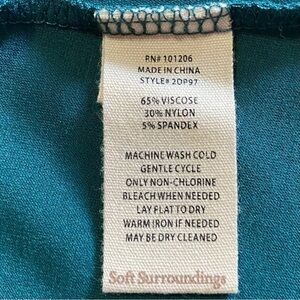 RN# 101206
MADE IN CHINA
STYLE# 2OP97
65% VISCOSE
30% NYLON
5% SPANDEX
MACHINE WASH COLD
GENTLE CYCLE
ONLY NON-CHLORINE
BLEACH WHEN NEEDED
LAY FLAT TO DRY
WARM IRON IF NEEDED
MAY BE DRY CLEANED
Soft Surroundings